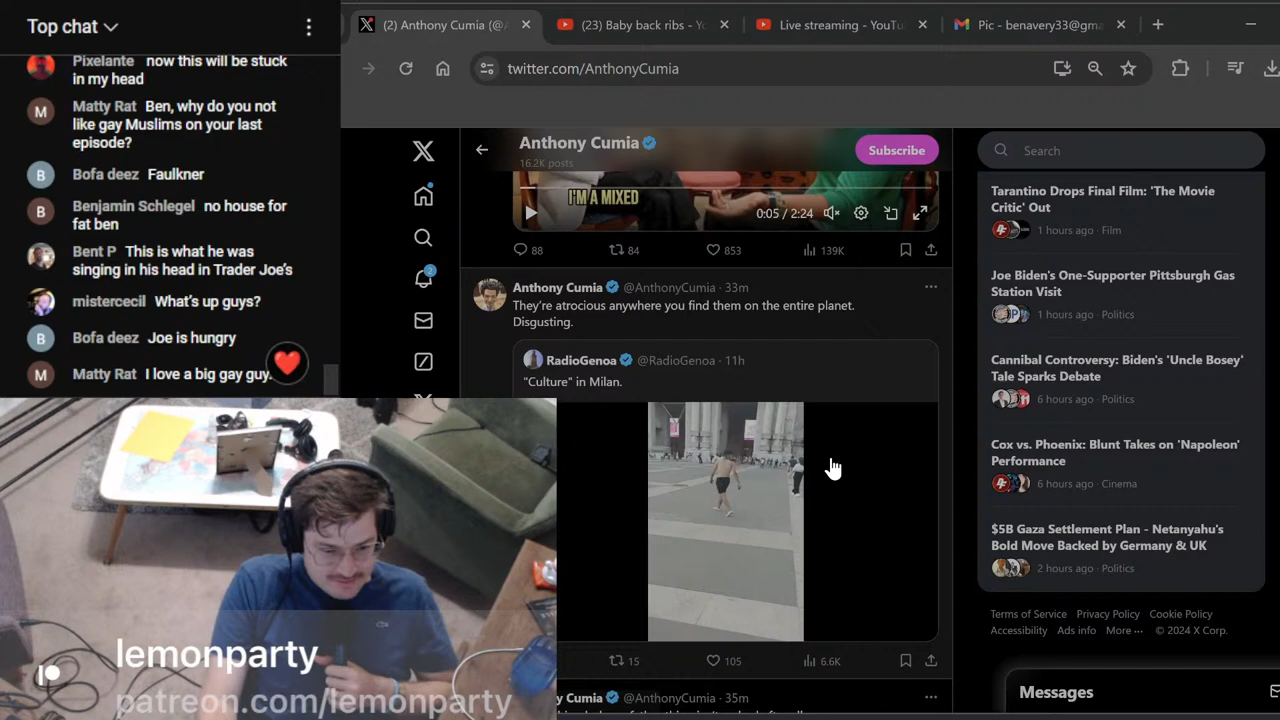 Top chat
Pixelante now this will be stuck
in my head
M
Matty Rat Ben, why do you not
like gay Muslims on your last
episode?
B
Bofa deez Faulkner
B
Benjamin Schlegel no house for
fat ben
Bent P This is what he was
singing in his head in Trader Joe's
mistercecil What's up guys?
B
Bofa deez Joe is hungry
M
Matty Rat I love a big gay guy.
lemonparty
patreon.com/lemonparty
(2) Anthony Cumia (@A
(23) Baby back ribs - Yo
Live streaming - YouTu
Pic - benavery33@gma
twitter.com/AnthonyCumia
Anthony Cumia
16.2K posts
Subscribe
I'M A MIXED
0:05 / 2:24
88
84
853
139K
Anthony Cumia @AnthonyCumia · 33m
They're atrocious anywhere you find them on the entire planet.
Disgusting.
RadioGenoa @RadioGenoa · 11h
"Culture" in Milan.
15
105
6.6K
y Cumia @AnthonyCumia · 35m
Search
Tarantino Drops Final Film: 'The Movie
Critic' Out
1 hours ago · Film
Joe Biden's One-Supporter Pittsburgh Gas
Station Visit
1 hours ago · Politics
Cannibal Controversy: Biden's 'Uncle Bosey'
Tale Sparks Debate
6 hours ago · Politics
Cox vs. Phoenix: Blunt Takes on 'Napoleon'
Performance
6 hours ago · Cinema
$5B Gaza Settlement Plan - Netanyahu's
Bold Move Backed by Germany & UK
2 hours ago · Politics
Terms of Service Privacy Policy Cookie Policy
Accessibility Ads info More ··· © 2024 X Corp.
Messages